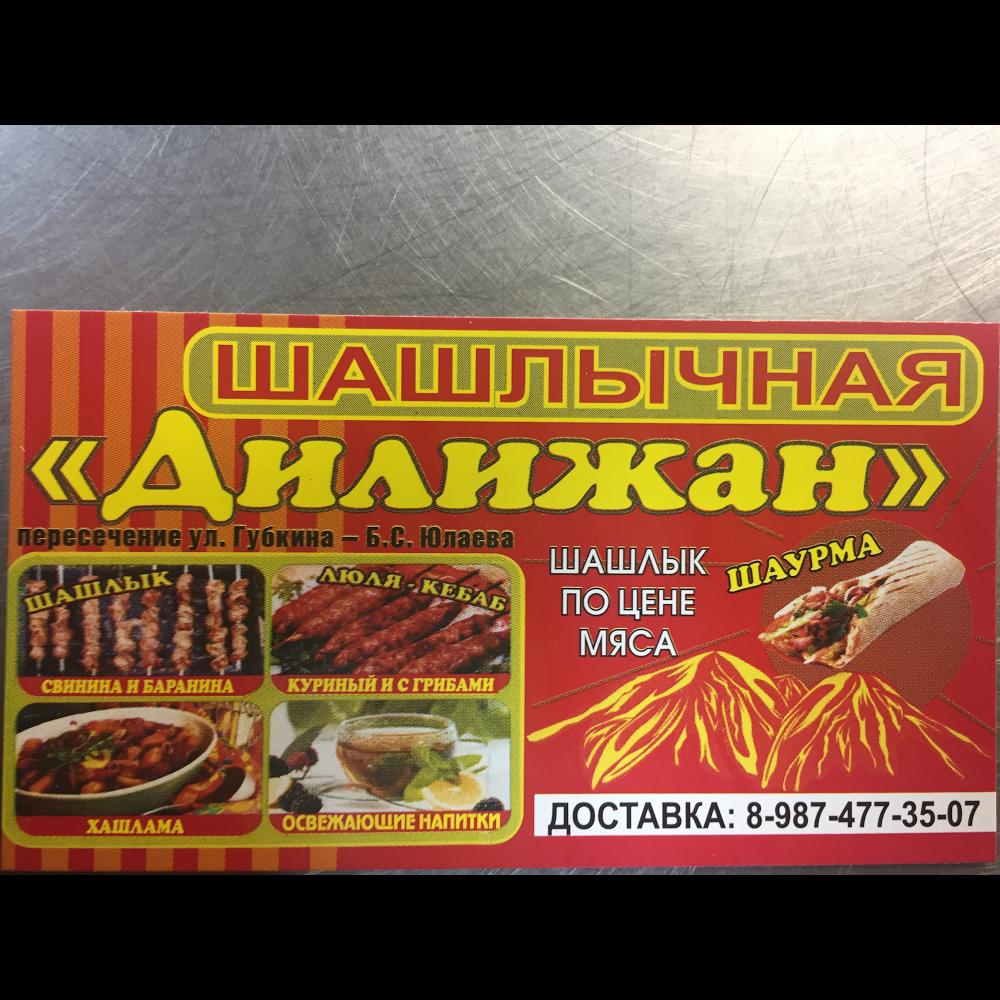 ШАШЛЫЧНАЯ
«Дилижан»
пересечение ул. Губкина – Б.С. Юлаева
ШАШЛЫК
СВИНИНА И БАРАНИНА
ЛЮЛЯ - КЕБАБ
КУРИНЫЙ И С ГРИБАМИ
ХАШЛАМА
ОСВЕЖАЮЩИЕ НАПИТКИ
ШАШЛЫК
ПО ЦЕНЕ
МЯСА
ШАУРМА
ДОСТАВКА: 8-987-477-35-07